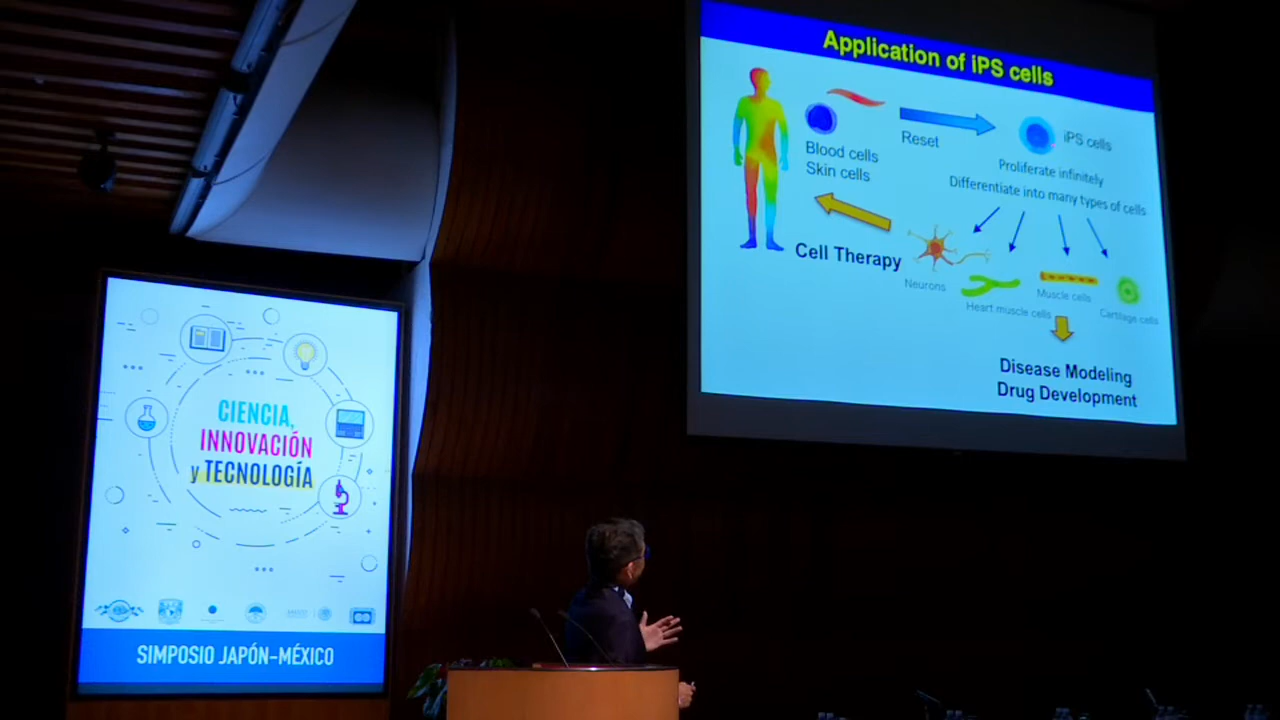 Application of iPS cells
Blood cells
Skin cells
Reset
iPS cells
Proliferate infinitely
Differentiate into many types of cells
Cell Therapy
Neurons
Heart muscle cells
Muscle cells
Cartilage cells
Disease Modeling
Drug Development
CIENCIA,
INNOVACIÓN
y TECNOLOGÍA
SIMPOSIO JAPÓN-MÉXICO